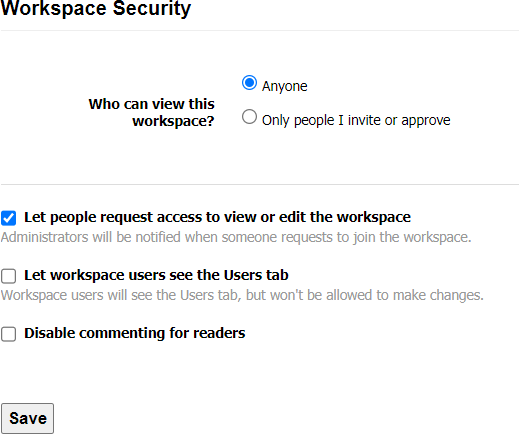 Workspace Security
Who can view this
workspace?
Anyone
Only people I invite or approve
Let people request access to view or edit the workspace
Administrators will be notified when someone requests to join the workspace.
Let workspace users see the Users tab
Workspace users will see the Users tab, but won't be allowed to make changes.
Disable commenting for readers
Save